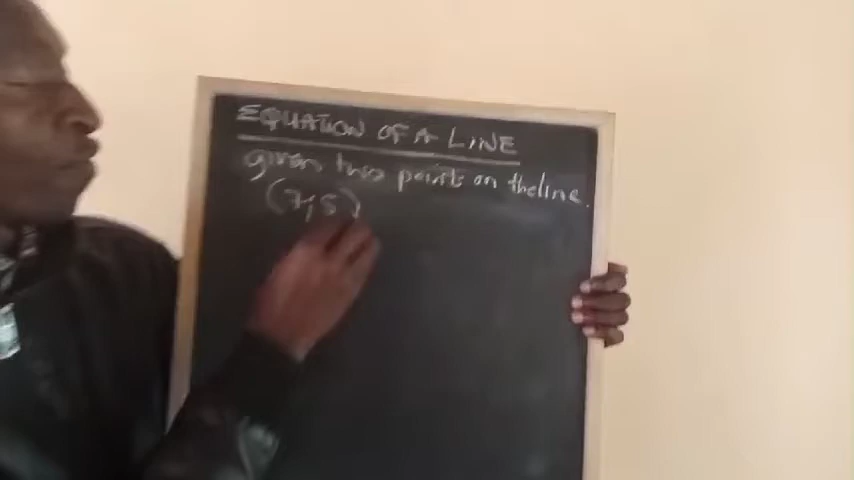 EQUATION OF A LINE
given two points on the line.
(7;5)